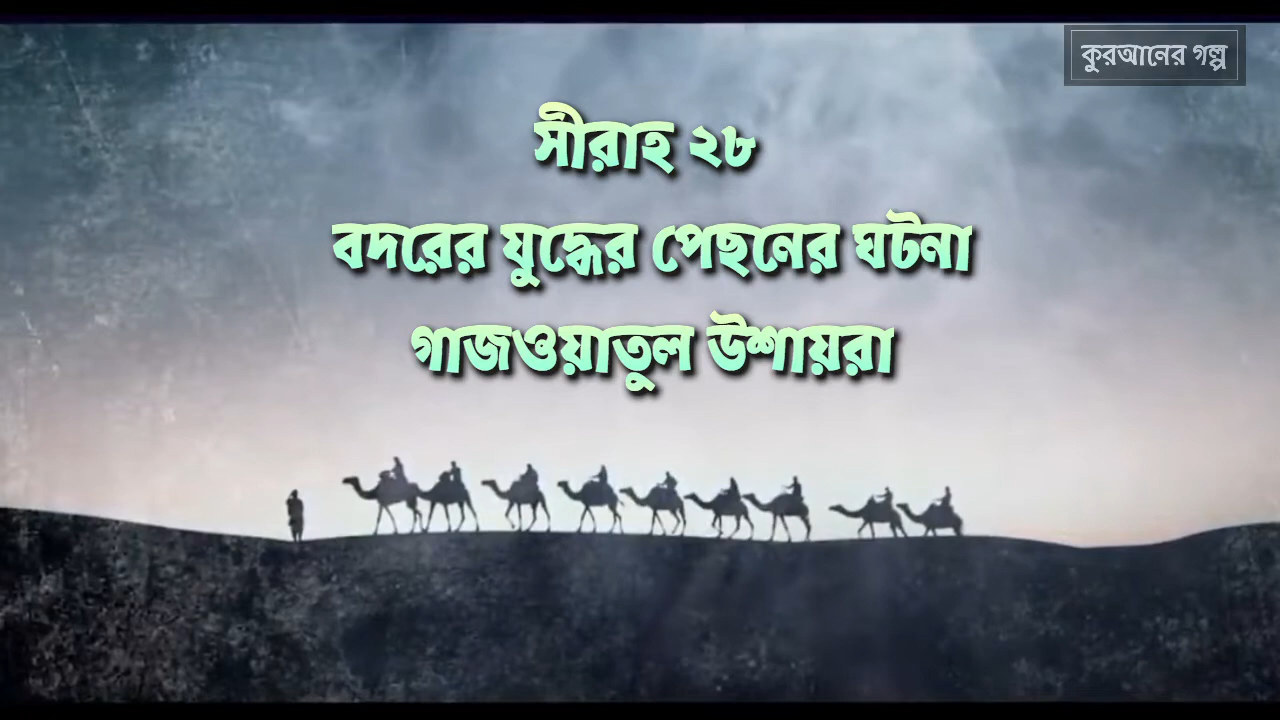 কুরআনের গল্প
সীরাহ ২৮
বদরের যুদ্ধের পেছনের ঘটনা
গাজওয়াতুল উশায়রা